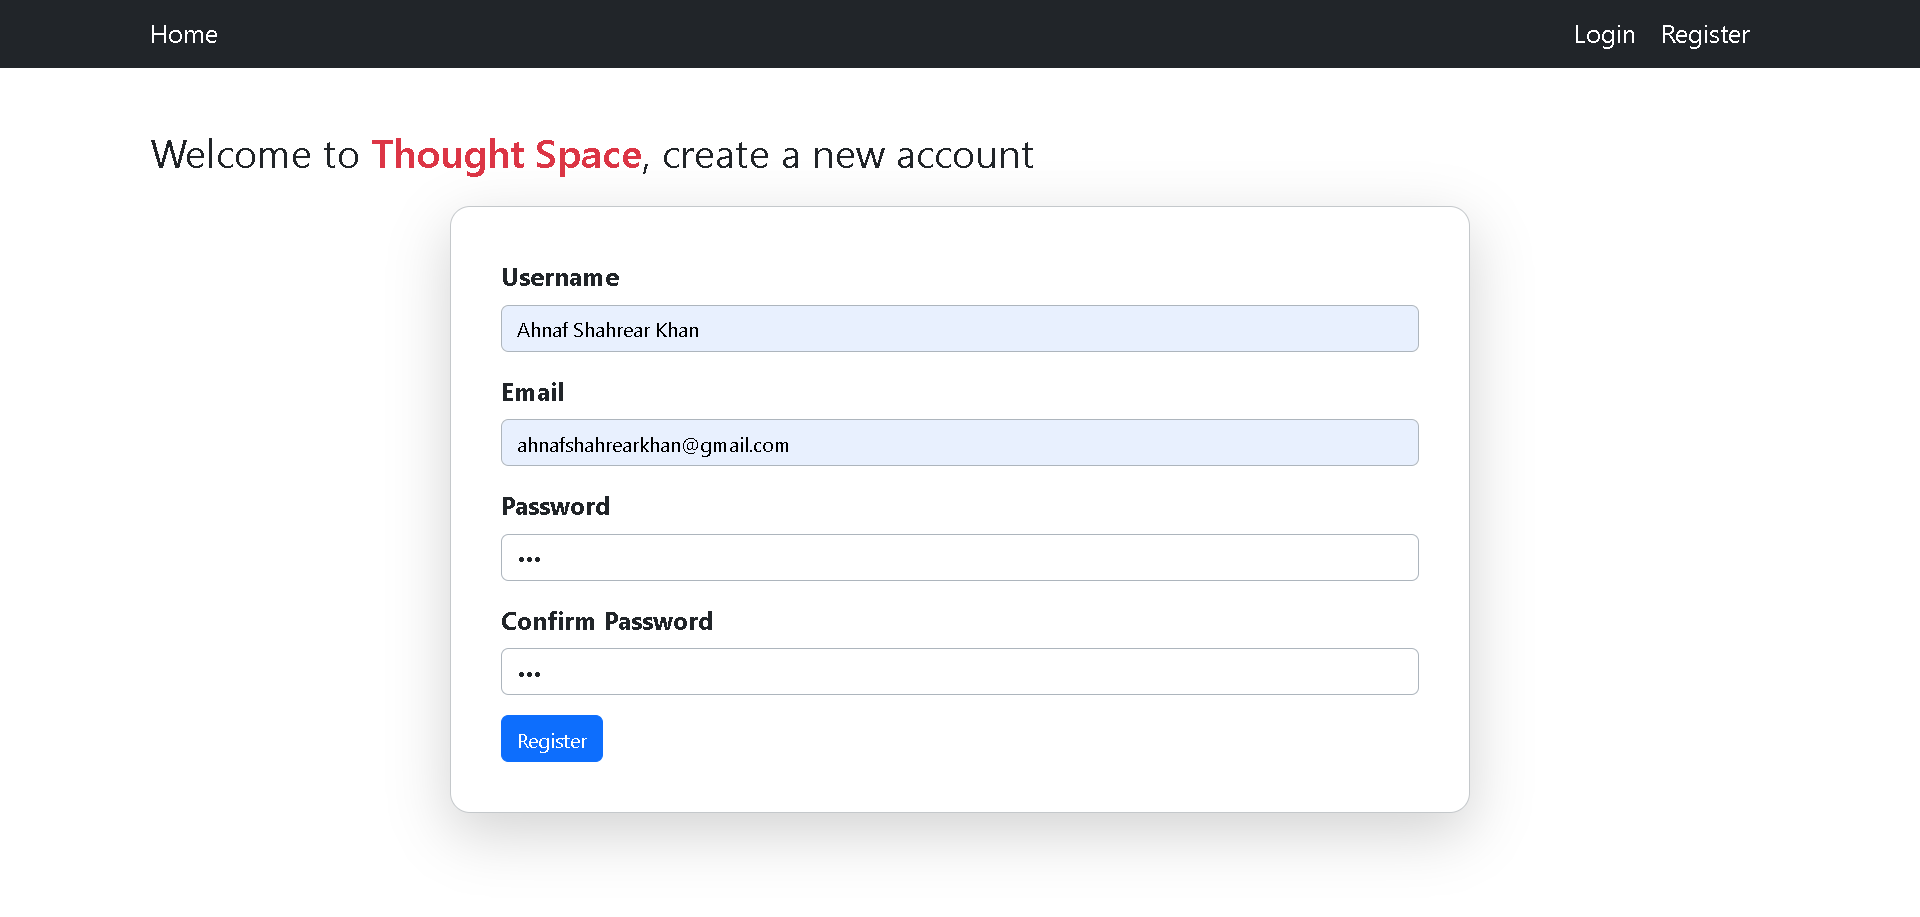 Home Login Register
Welcome to Thought Space, create a new account
Username
Ahnaf Shahrear Khan
Email
ahnafshahrearkhan@gmail.com
Password
•••
Confirm Password
•••
Register